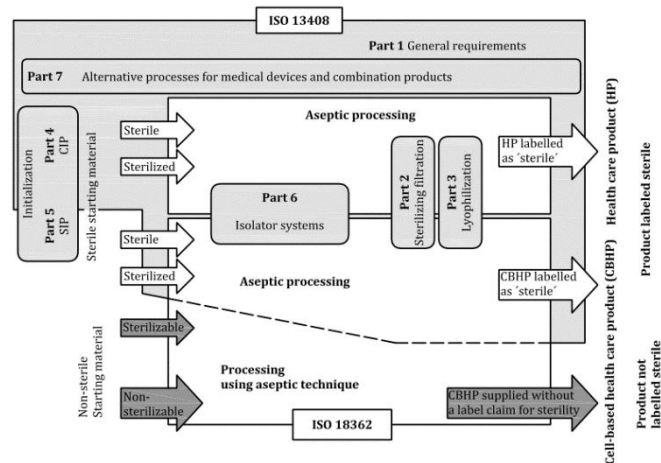 ISO 13408
Part 1 General requirements
Part 7 Alternative processes for medical devices and combination products
Initialization
Part 4
CIP
Part 5
SIP
Sterile starting material
Sterile
Sterilized
Aseptic processing
Part 6
Isolator systems
Part 2
Sterilizing filtration
Part 3
Lyophilization
HP labelled
as ´sterile´
Health care product (HP)
Product labeled sterile
Sterile
Sterilized
Aseptic processing
CBHP labelled
as ´sterile´
Non-sterile
Starting material
Sterilizable
Non-
sterilizable
Processing
using aseptic technique
CBHP supplied without
a label claim for sterility
Cell-based health care product (CBHP)
Product not
labelled sterile
ISO 18362